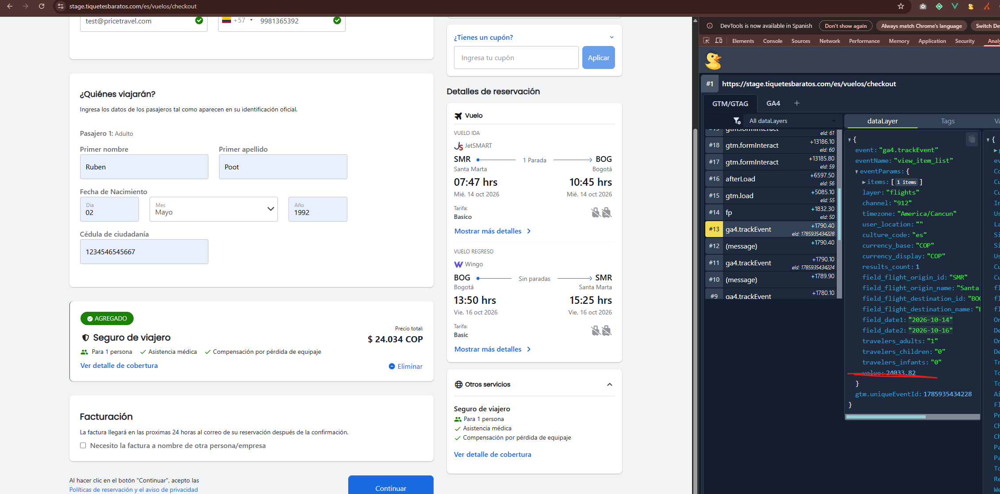 stage.tiquetesbaratos.com/es/vuelos/checkout
test@pricetravel.com
+57
9981365392
¿Quiénes viajarán?
Ingresa los datos de los pasajeros tal como aparecen en su identificación oficial.
Pasajero 1: Adulto
Primer nombre
Primer apellido
Ruben
Poot
Fecha de Nacimiento
Dia
02
Mes
Mayo
Año
1992
Cédula de ciudadanía
1234546545667
AGREGADO
Seguro de viajero
Precio total:
$ 24.034 COP
Para 1 persona
Asistencia médica
Compensación por pérdida de equipaje
Ver detalle de cobertura
Eliminar
Facturación
La factura llegará en las proximas 24 horas al correo de su reservación después de la confirmación.
Necesito la factura a nombre de otra persona/empresa
Al hacer clic en el botón "Continuar", acepto las
Políticas de reservación y el aviso de privacidad
Continuar
¿Tienes un cupón?
Ingresa tu cupón
Aplicar
Detalles de reservación
Vuelo
VUELO IDA
JetSMART
SMR
1 Parada
BOG
Santa Marta
Bogotá
07:47 hrs
10:45 hrs
Mié. 14 oct 2026
Mié. 14 oct 2026
Tarifa:
Basico
Mostrar más detalles
VUELO REGRESO
Wingo
BOG
Sin paradas
SMR
Bogotá
Santa Marta
13:50 hrs
15:25 hrs
Vie. 16 oct 2026
Vie. 16 oct 2026
Tarifa:
Basic
Mostrar más detalles
Otros servicios
Seguro de viajero
Para 1 persona
Asistencia médica
Compensación por pérdida de equipaje
Ver detalle de cobertura
DevTools is now available in Spanish
Don't show again
Always match Chrome's language
Switch De
Elements
Console
Sources
Network
Performance
Memory
Application
Security
Analy
#1
https://stage.tiquetesbaratos.com/es/vuelos/checkout
GTM/GTAG
GA4
+
All dataLayers
dataLayer
Tags
Va
gtm.formInteract
eId: 61
#18 gtm.formInteract +13186.10
eId: 60
#17 gtm.formInteract +13185.80
eId: 59
#16 afterLoad +6597.50
eId: 56
#15 gtm.load +5085.10
eId: 55
#14 fp +1832.30
eId: 50
#13 ga4.trackEvent +1790.40
eId: 1785935434228
#12 (message) +1790.40
#11 ga4.trackEvent +1790.10
eId: 1785935434224
#10 (message) +1789.90
#9 ga4.trackEvent +1780.10
{
event: "ga4.trackEvent"
eventName: "view_item_list"
eventParams: {
items: [ 1 items ]
layer: "flights"
channel: "912"
timezone: "America/Cancun"
user_location: ""
culture_code: "es"
currency_base: "COP"
currency_display: "COP"
results_count: 1
field_flight_origin_id: "SMR"
field_flight_origin_name: "Santa
field_flight_destination_id: "BOG
field_flight_destination_name: "B
field_date1: "2026-10-14"
field_date2: "2026-10-16"
travelers_adults: "1"
travelers_children: "0"
travelers_infants: "0"
value: 24033.82
}
gtm.uniqueEventId: 1785935434228
}
{